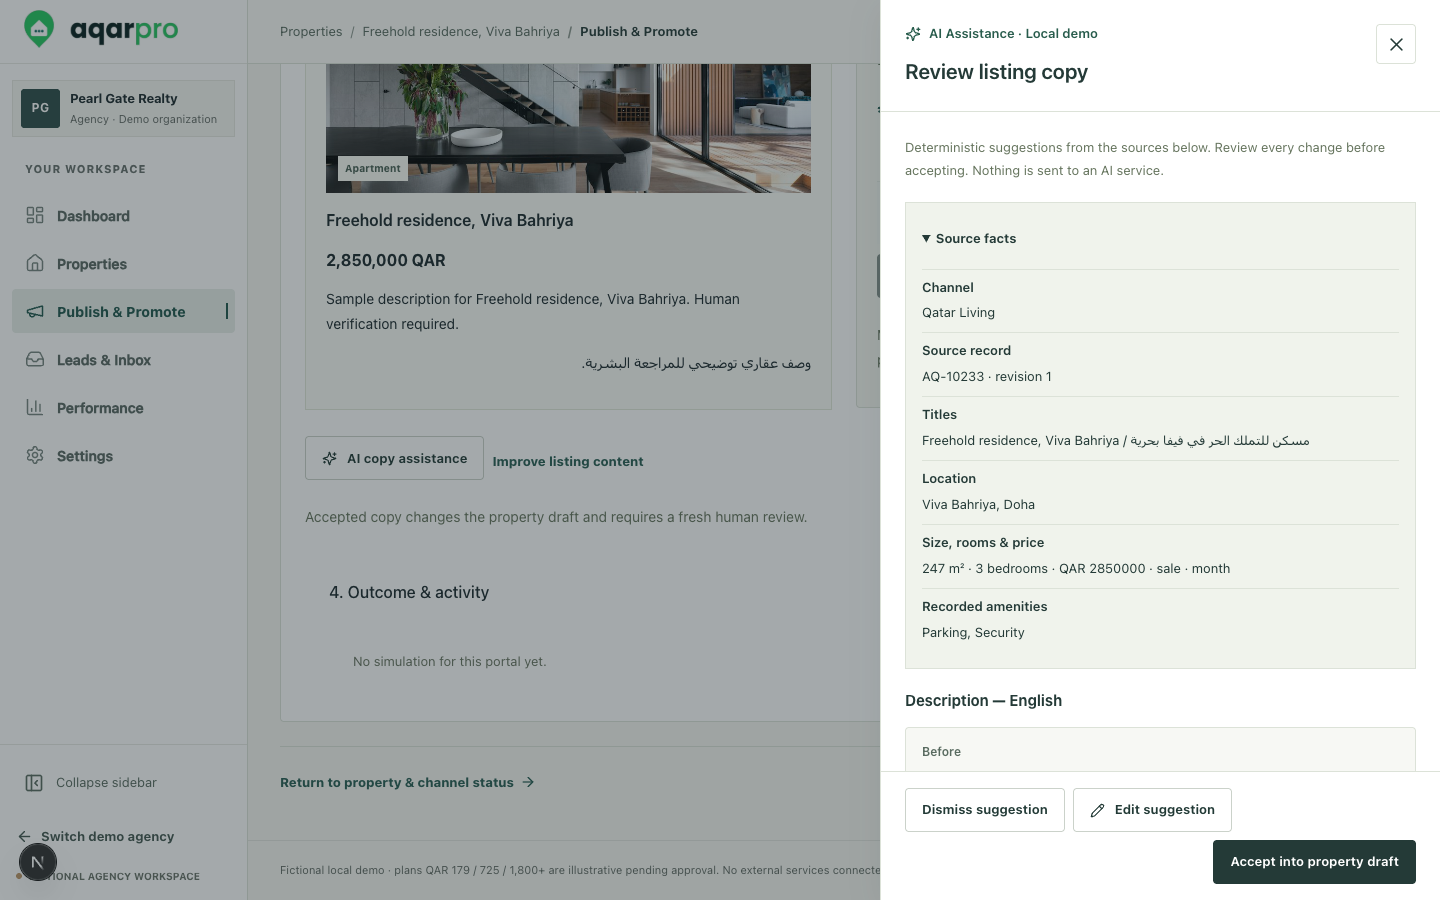 aqarpro
PG
Pearl Gate Realty
Agency · Demo organization
YOUR WORKSPACE
Dashboard
Properties
Publish & Promote
Leads & Inbox
Performance
Settings
Collapse sidebar
Switch demo agency
N
AGENCY WORKSPACE
Properties / Freehold residence, Viva Bahriya / Publish & Promote
Apartment
Freehold residence, Viva Bahriya
2,850,000 QAR
Sample description for Freehold residence, Viva Bahriya. Human
verification required.
وصف عقاري توضيحي للمراجعة البشرية.
AI copy assistance
Improve listing content
Accepted copy changes the property draft and requires a fresh human review.
4. Outcome & activity
No simulation for this portal yet.
Return to property & channel status
Fictional local demo · plans QAR 179 / 725 / 1,800+ are illustrative pending approval. No external services connecte
AI Assistance · Local demo
Review listing copy
Deterministic suggestions from the sources below. Review every change before
accepting. Nothing is sent to an AI service.
Source facts
Channel
Qatar Living
Source record
AQ-10233 · revision 1
Titles
Freehold residence, Viva Bahriya / مسكن للتملك الحر في فيفا بحرية
Location
Viva Bahriya, Doha
Size, rooms & price
247 m² · 3 bedrooms · QAR 2850000 · sale · month
Recorded amenities
Parking, Security
Description — English
Before
Dismiss suggestion
Edit suggestion
Accept into property draft